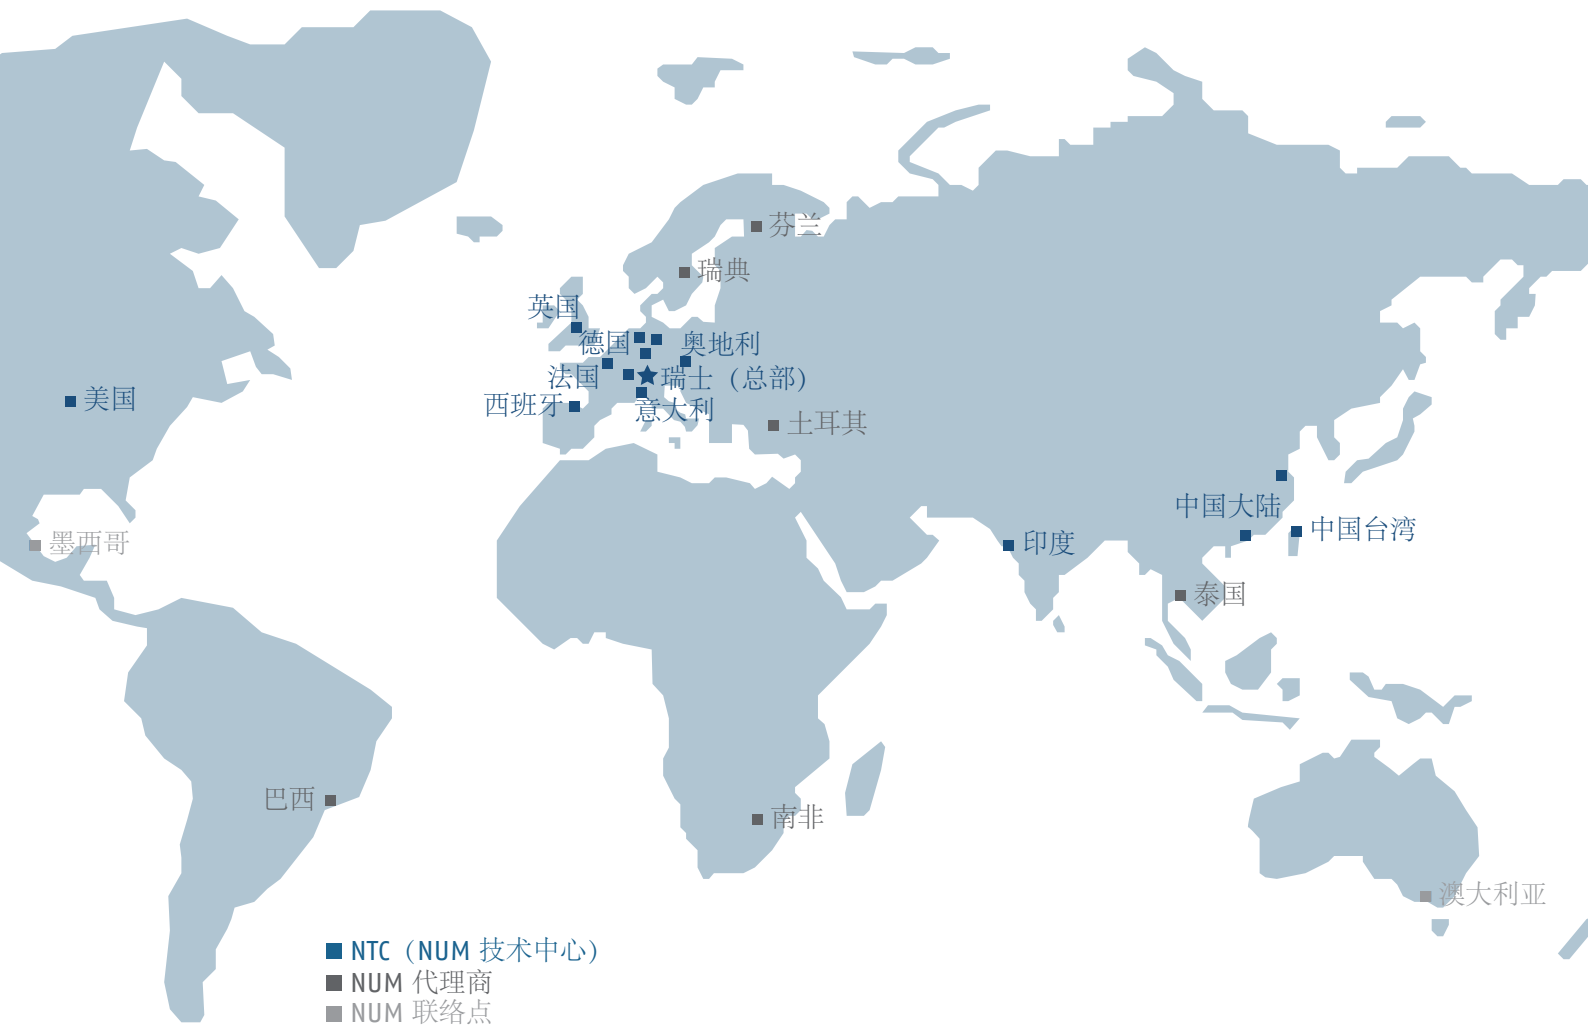 芬兰
瑞典
英国
德国
奥地利
法国
瑞士（总部）
美国
西班牙
意大利
土耳其
中国大陆
中国台湾
墨西哥
印度
泰国
巴西
南非
澳大利亚
NTC（NUM 技术中心）
NUM 代理商
NUM 联络点